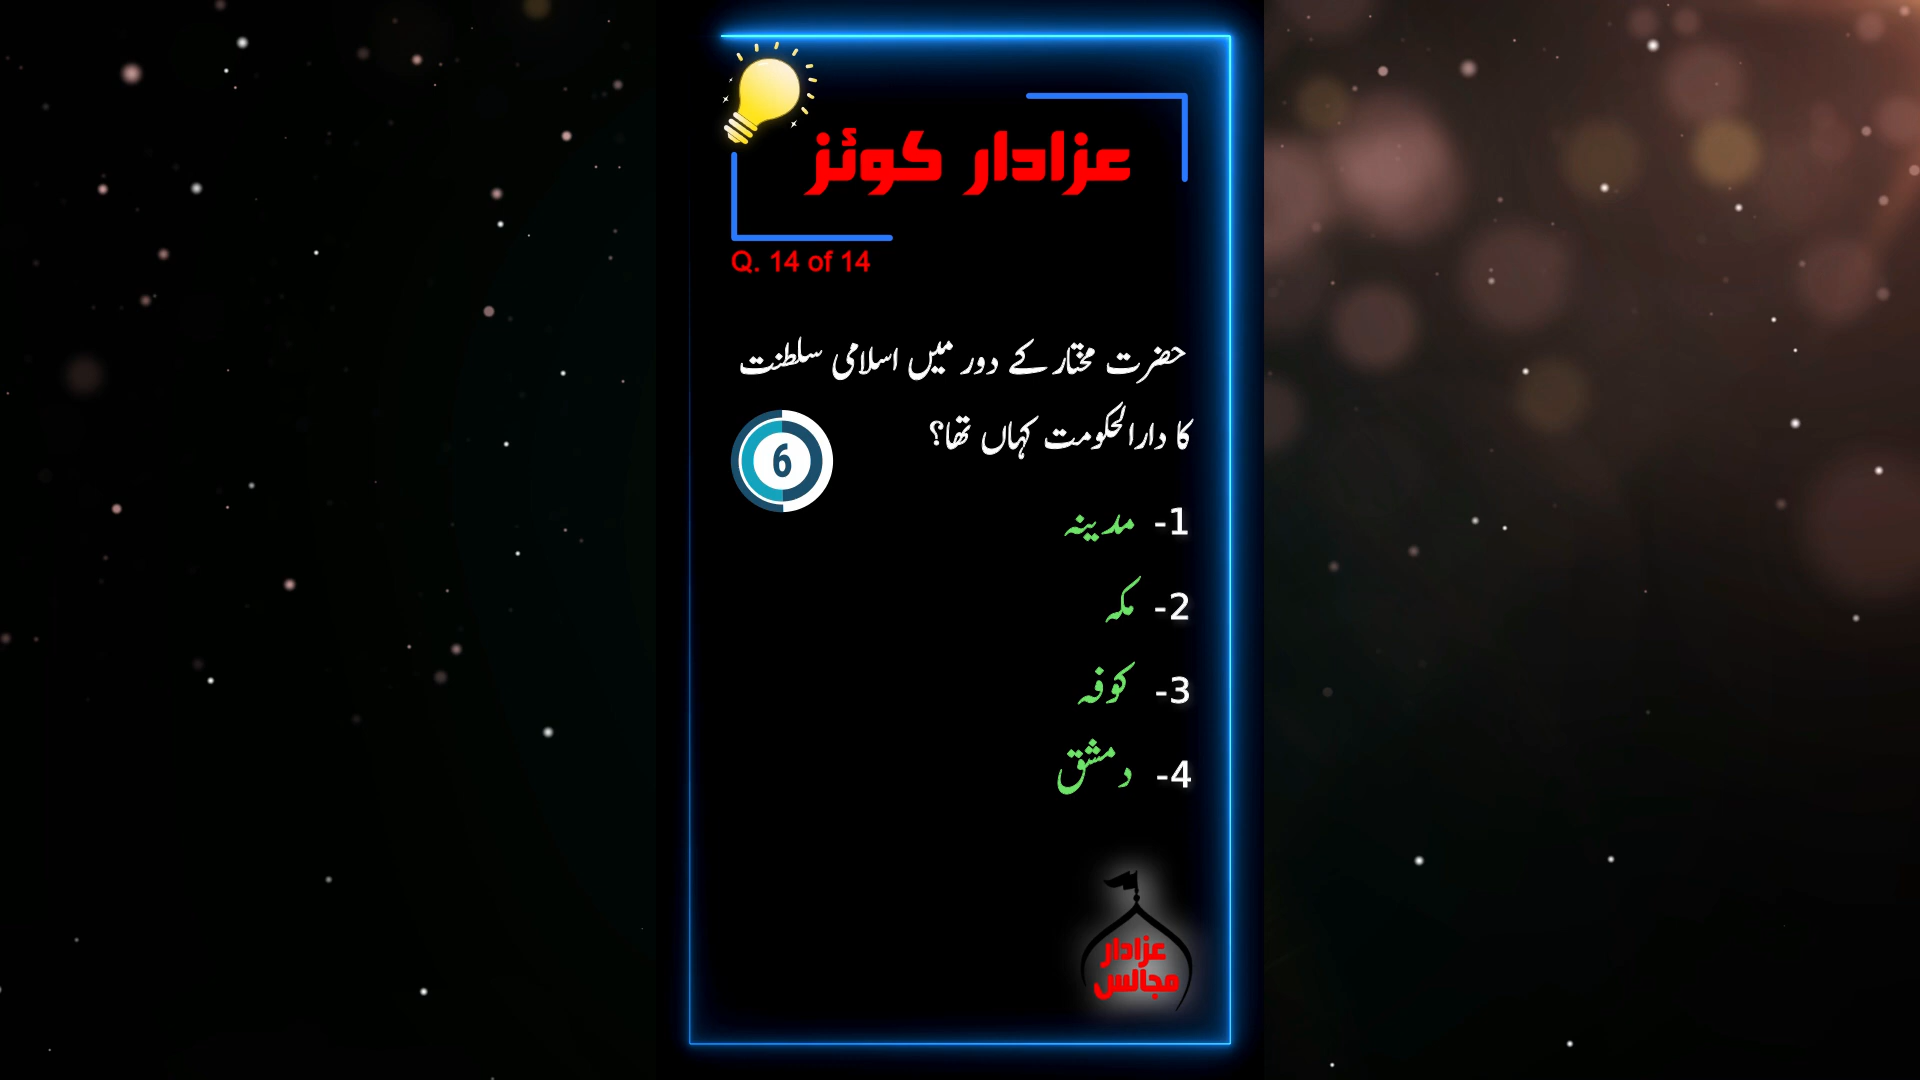 عزادار کوئز
Q. 14 of 14
حضرت مختار کے دور میں اسلامی سلطنت
کا دارالحکومت کہاں تھا؟
6
1- مدینہ
2- مکہ
3- کوفہ
4- دمشق
عزادار
مجالس